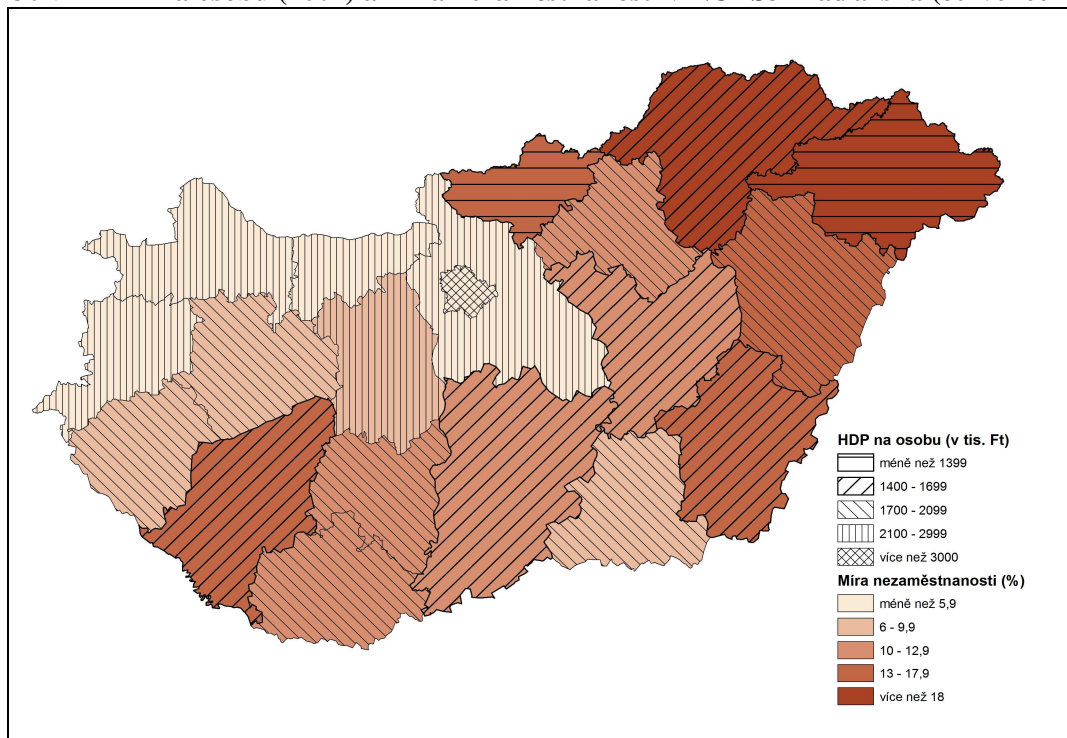 HDP na osobu (v tis. Ft)
méně než 1399
1400 - 1699
1700 - 2099
2100 - 2999
více než 3000
Míra nezaměstnanosti (%)
méně než 5,9
6 - 9,9
10 - 12,9
13 - 17,9
více než 18